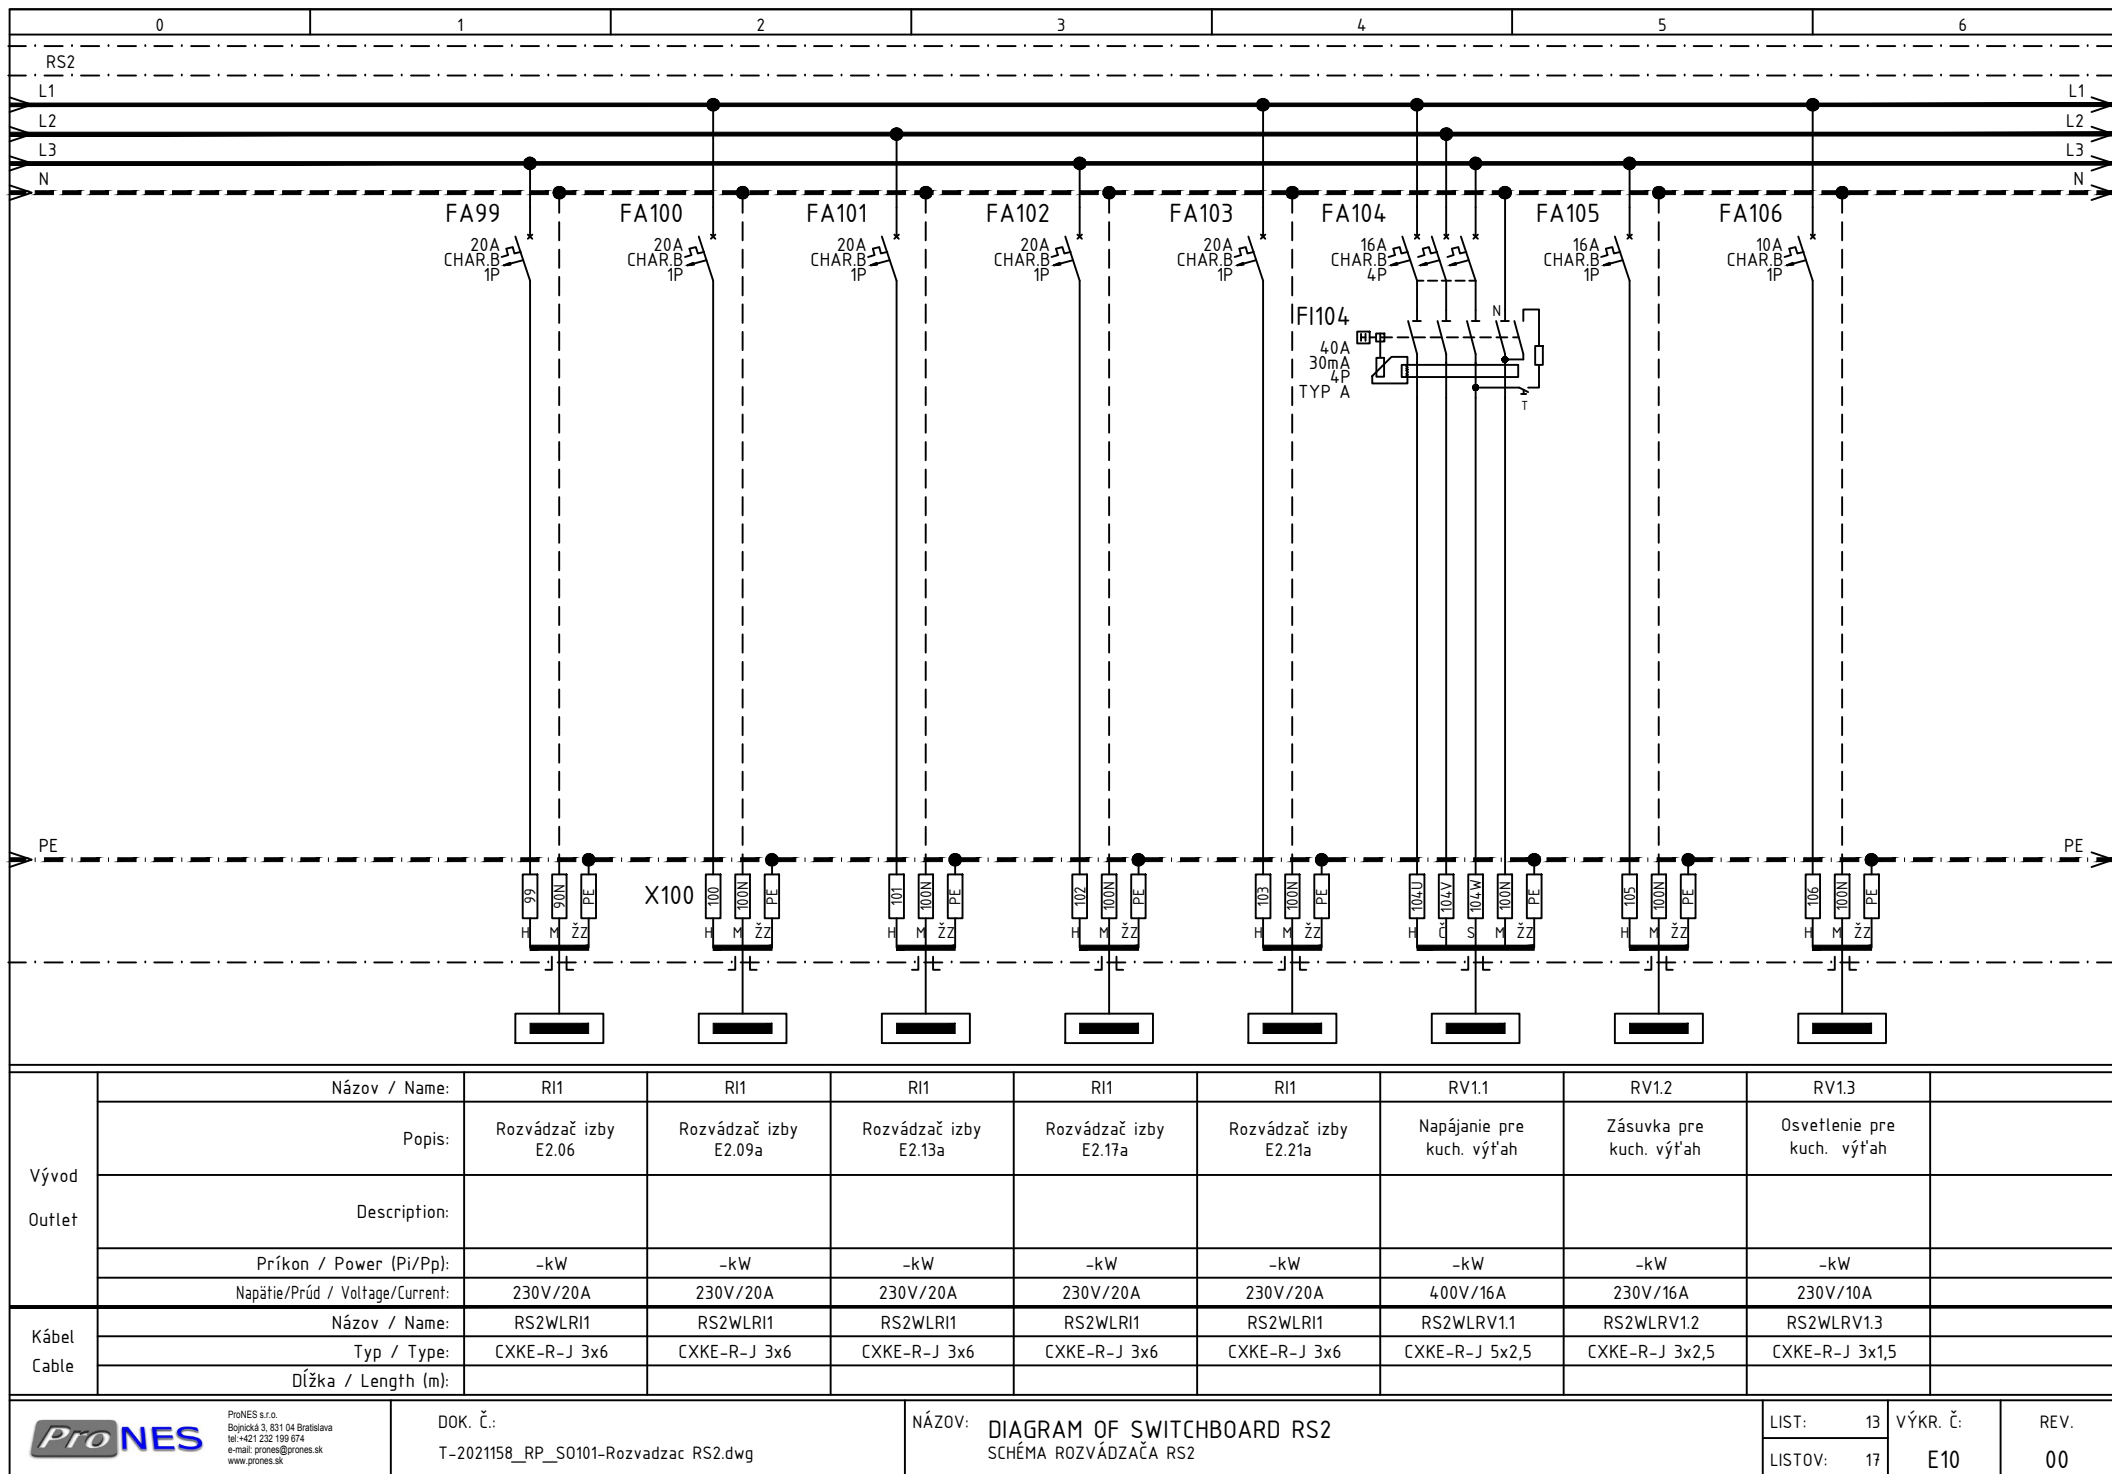 0 1 2 3 4 5 6
RS2
L1 L1
L2 L2
L3 L3
N N
FA99 FA100 FA101 FA102 FA103 FA104 FA105 FA106
20A 20A 20A 20A 20A 16A 16A 10A
CHAR.B CHAR.B CHAR.B CHAR.B CHAR.B CHAR.B CHAR.B CHAR.B
1P 1P 1P 1P 1P 4P 1P 1P
FI104 N
H
40A
30mA
4P
TYP A
T
PE PE
99 90N PE X100 100 100N PE 101 100N PE 102 100N PE 103 100N PE 104U 104V 104W 100N PE 105 100N PE 106 100N PE
H M ŽZ H M ŽZ H M ŽZ H M ŽZ H M ŽZ H Č S M ŽZ H M ŽZ H M ŽZ
Názov / Name: RI1 RI1 RI1 RI1 RI1 RV1.1 RV1.2 RV1.3
Popis: Rozvádzač izby Rozvádzač izby Rozvádzač izby Rozvádzač izby Rozvádzač izby Napájanie pre Zásuvka pre Osvetlenie pre
E2.06 E2.09a E2.13a E2.17a E2.21a kuch. výťah kuch. výťah kuch. výťah
Vývod
Outlet
Description:
Príkon / Power (Pi/Pp): -kW -kW -kW -kW -kW -kW -kW -kW
Napätie/Prúd / Voltage/Current: 230V/20A 230V/20A 230V/20A 230V/20A 230V/20A 400V/16A 230V/16A 230V/10A
Kábel
Cable
Názov / Name: RS2WLRI1 RS2WLRI1 RS2WLRI1 RS2WLRI1 RS2WLRI1 RS2WLRV1.1 RS2WLRV1.2 RS2WLRV1.3
Typ / Type: CXKE-R-J 3x6 CXKE-R-J 3x6 CXKE-R-J 3x6 CXKE-R-J 3x6 CXKE-R-J 3x6 CXKE-R-J 5x2,5 CXKE-R-J 3x2,5 CXKE-R-J 3x1,5
Dĺžka / Length (m):
ProNES
ProNES s.r.o.
Bojnická 3, 831 04 Bratislava
tel:+421 232 199 674
e-mail: prones@prones.sk
www.prones.sk
DOK. Č.:
T-2021158_RP_SO101-Rozvadzac RS2.dwg
NÁZOV: DIAGRAM OF SWITCHBOARD RS2
SCHÉMA ROZVÁDZAČA RS2
LIST: 13
LISTOV: 17
VÝKR. Č:
E10
REV.
00